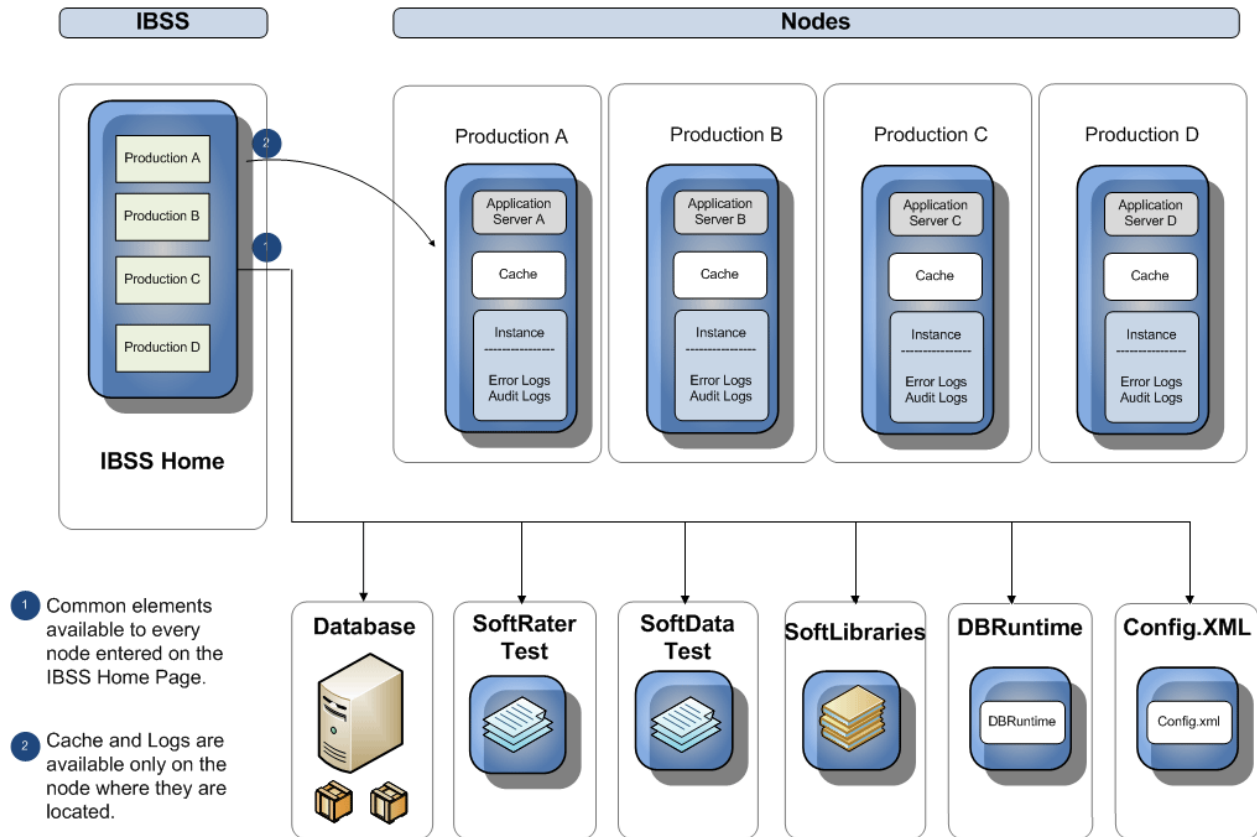 IBSS
Nodes
Production A
Production B
Production C
Production D
IBSS Home
2
1
Production A
Application
Server A
Cache
Instance
-----------------
Error Logs
Audit Logs
Production B
Application
Server B
Cache
Instance
-----------------
Error Logs
Audit Logs
Production C
Application
Server C
Cache
Instance
-----------------
Error Logs
Audit Logs
Production D
Application
Server D
Cache
Instance
-----------------
Error Logs
Audit Logs
1 Common elements
available to every
node entered on the
IBSS Home Page.
2 Cache and Logs are
available only on the
node where they are
located.
Database
SoftRater
Test
SoftData
Test
SoftLibraries
DBRuntime
DBRuntime
Config.XML
Config.xml